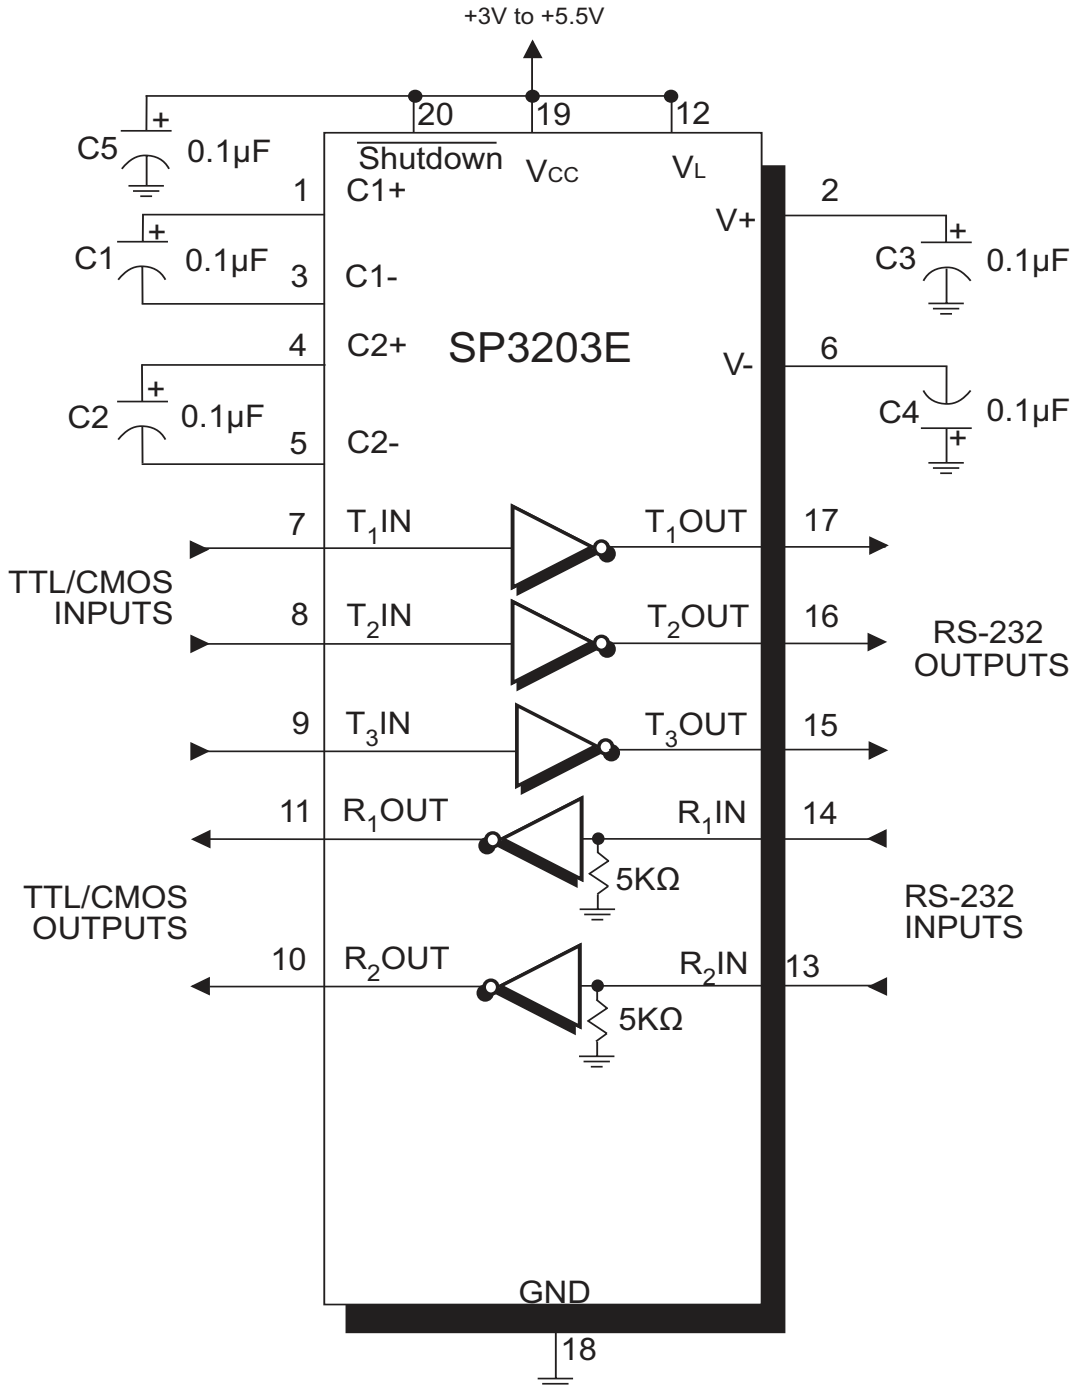 +3V to +5.5V
20
19
12
C5
+
0.1µF
Shutdown
VCC
VL
1
C1+
2
V+
C1
+
0.1µF
C3
+
0.1µF
3
C1-
4
C2+
SP3203E
6
V-
C2
+
0.1µF
C4
+
0.1µF
5
C2-
7
T1IN
T1OUT
17
TTL/CMOS
INPUTS
8
T2IN
T2OUT
16
RS-232
OUTPUTS
9
T3IN
T3OUT
15
11
R1OUT
R1IN
14
5KΩ
TTL/CMOS
OUTPUTS
RS-232
INPUTS
10
R2OUT
R2IN
13
5KΩ
GND
18